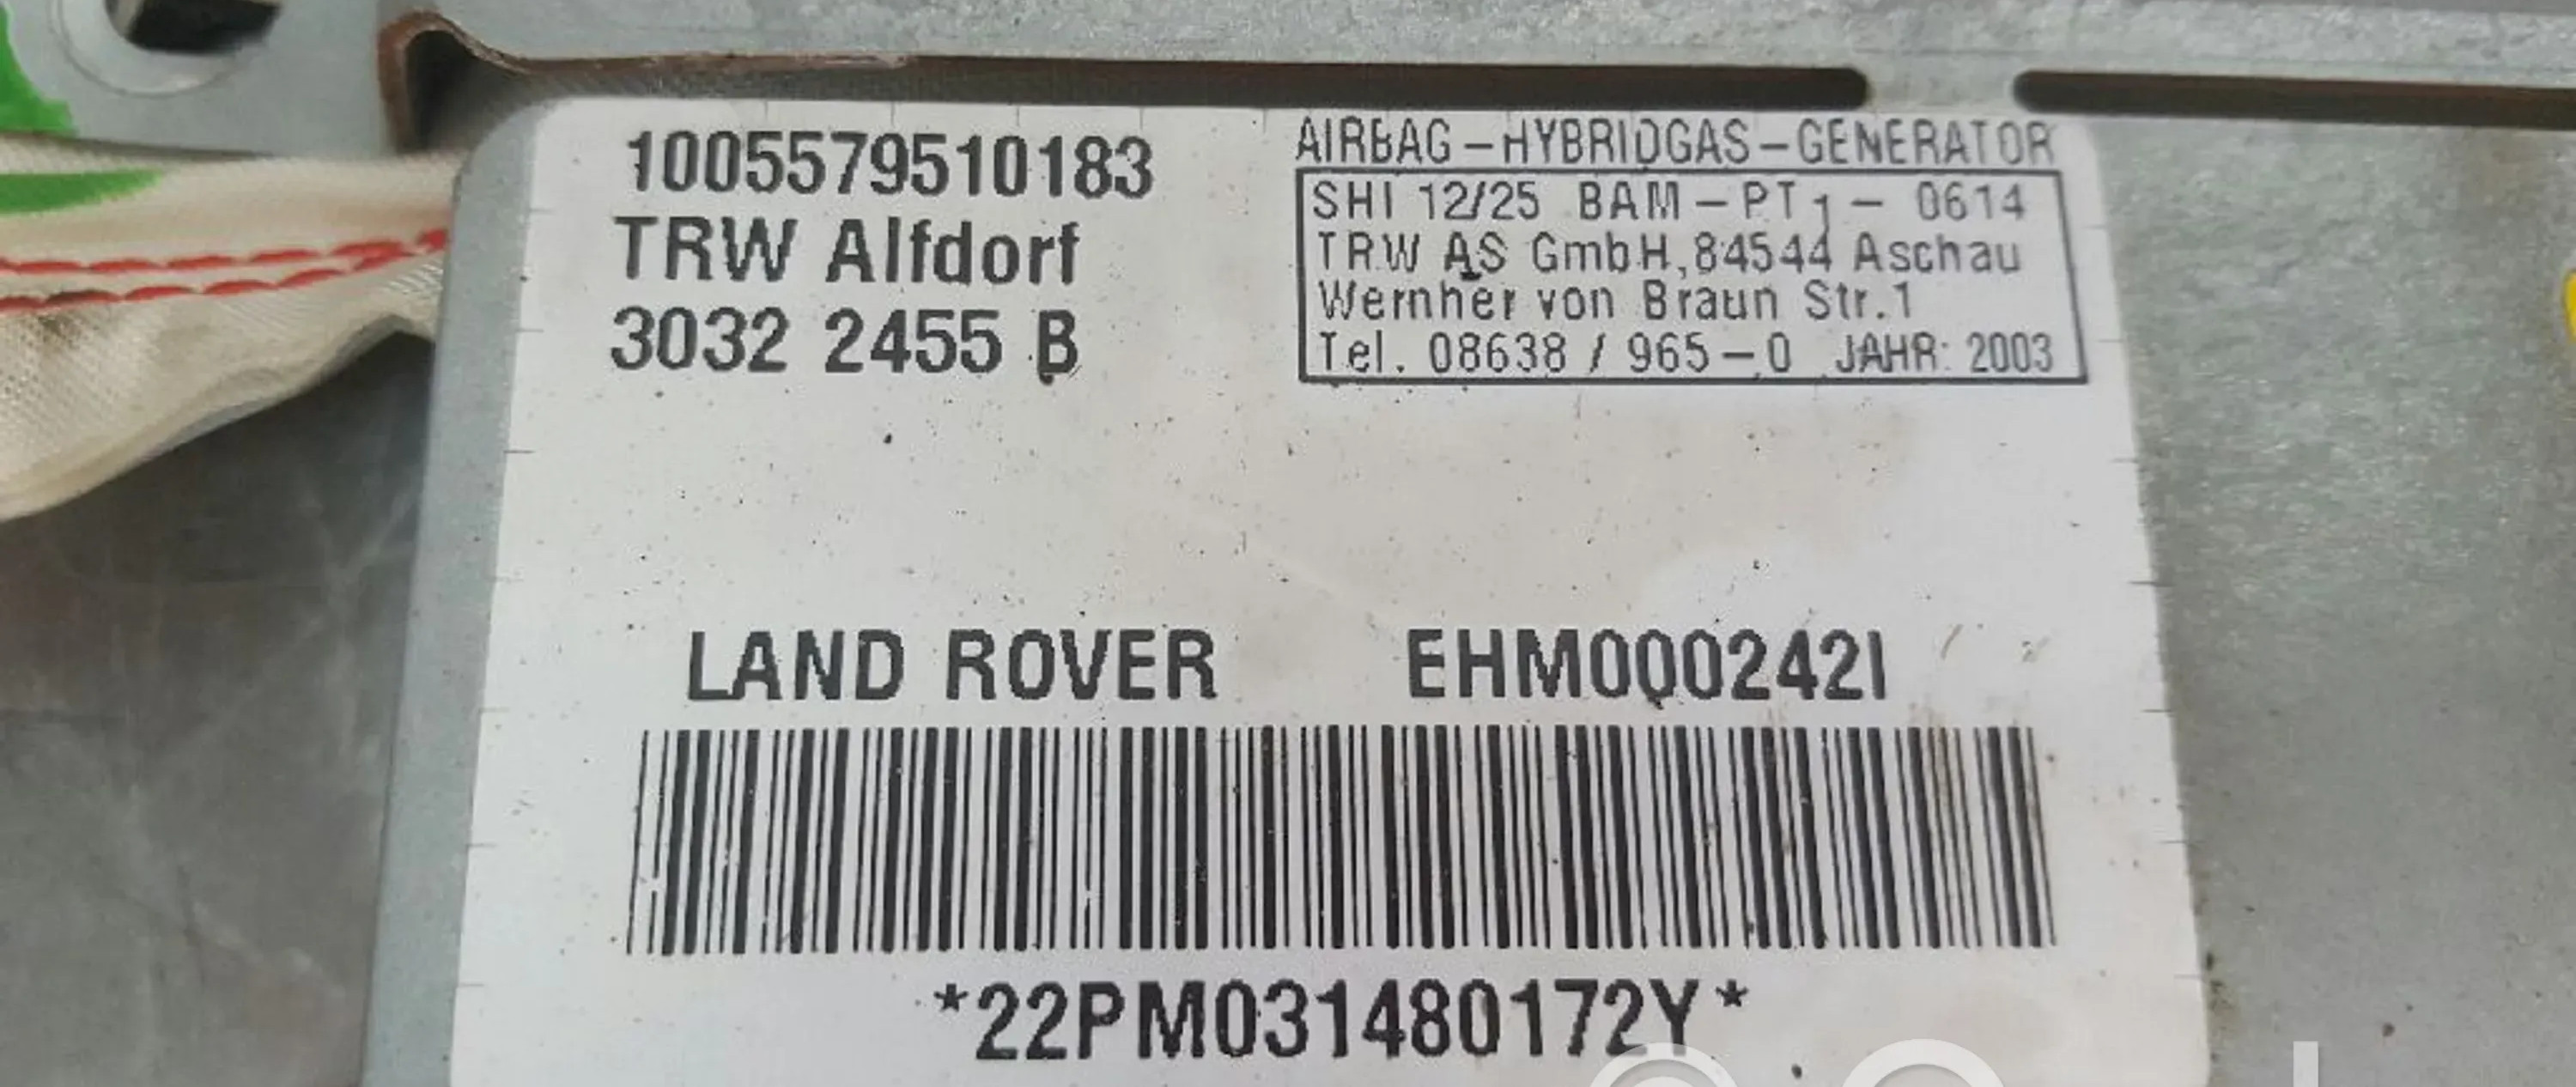 1005579510183
TRW Alfdorf
3032 2455 B
AIRBAG-HYBRIDGAS-GENERATOR
SHI 12/25 BAM-PT1-0614
TRW AS GmbH,84544 Aschau
Wernher von Braun Str.1
Tel. 08638 / 965-0 JAHR: 2003
LAND ROVER EHM000242I
*22PM031480172Y*